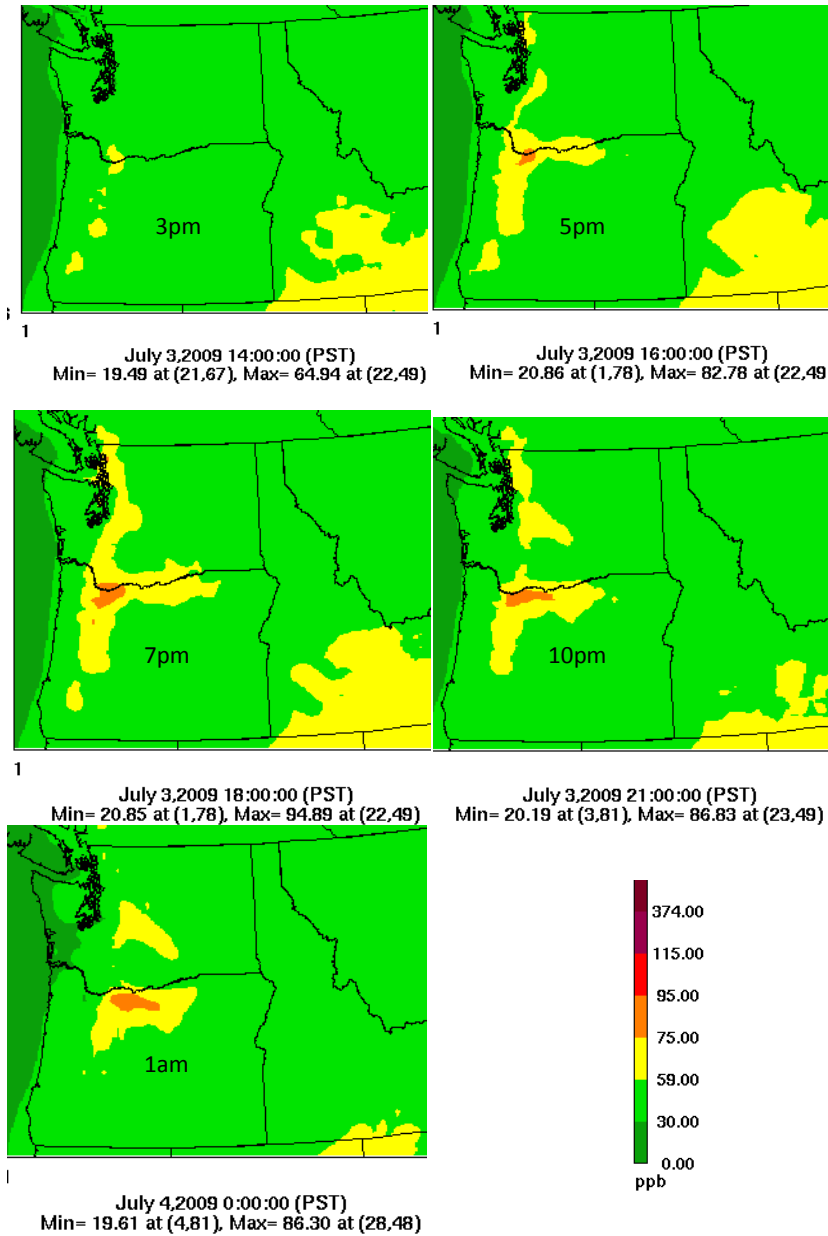 3pm
5pm
1
1
July 3,2009 14:00:00 (PST)
Min= 19.49 at (21,67), Max= 64.94 at (22,49)
July 3,2009 16:00:00 (PST)
Min= 20.86 at (1,78), Max= 82.78 at (22,49
7pm
10pm
1
July 3,2009 18:00:00 (PST)
Min= 20.85 at (1,78), Max= 94.89 at (22,49)
July 3,2009 21:00:00 (PST)
Min= 20.19 at (3,81), Max= 86.83 at (23,49)
1am
374.00
115.00
95.00
75.00
59.00
30.00
0.00
ppb
July 4,2009 0:00:00 (PST)
Min= 19.61 at (4,81), Max= 86.30 at (28,48)